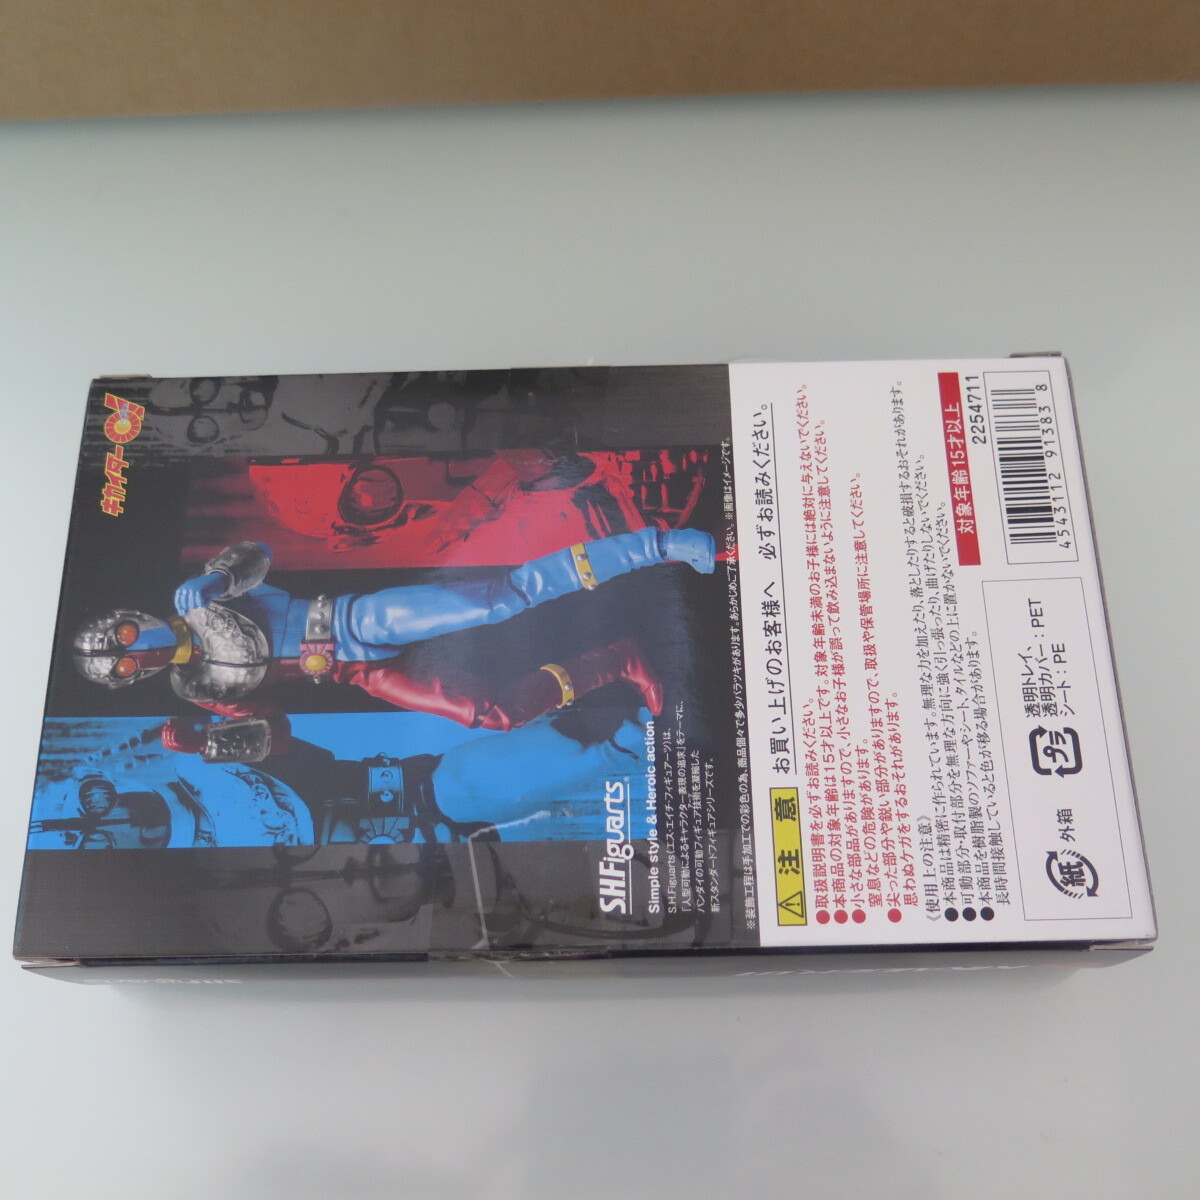 キカイダー01
S.H.Figuarts
Simple style & Heroic action
S.H.Figuarts(エス.エイチ.フィギュアーツ)は、
「人型可動によるキャラクター表現の追求」をテーマに、
バンダイの可動フィギュア技術を凝縮した
新スタンダードフィギュアシリーズです。
※装飾工程は手加工での彩色の為、商品個々で多少バラツキがあります。あらかじめご了承ください。※画像はイメージです。
注意 お買い上げのお客様へ 必ずお読みください。
●取扱説明書を必ずお読みください。
●本商品の対象年齢は15才以上です。対象年齢未満のお子様には絶対に与えないでください。
●小さな部品がありますので、小さなお子様が誤って飲み込まないように注意してください。
窒息などの危険があります。
●尖った部分や鋭い部分がありますので、取扱や保管場所に注意してください。
思わぬケガをするおそれがあります。
《使用上の注意》
●本商品は精密に作られています。無理な力を加えたり、落としたりすると破損するおそれがあります。
●可動部分・取付部分を無理な方向に強く引っ張ったり、曲げたりしないでください。
●本商品を樹脂製のソファーやシート、タイルなどの上に置かないでください。
長時間接触していると色が移る場合があります。
対象年齢15才以上
2254711
4543112 913838
紙 外箱
プラ 透明トレイ、
透明カバー：PET
シート：PE
S.H.Figuarts